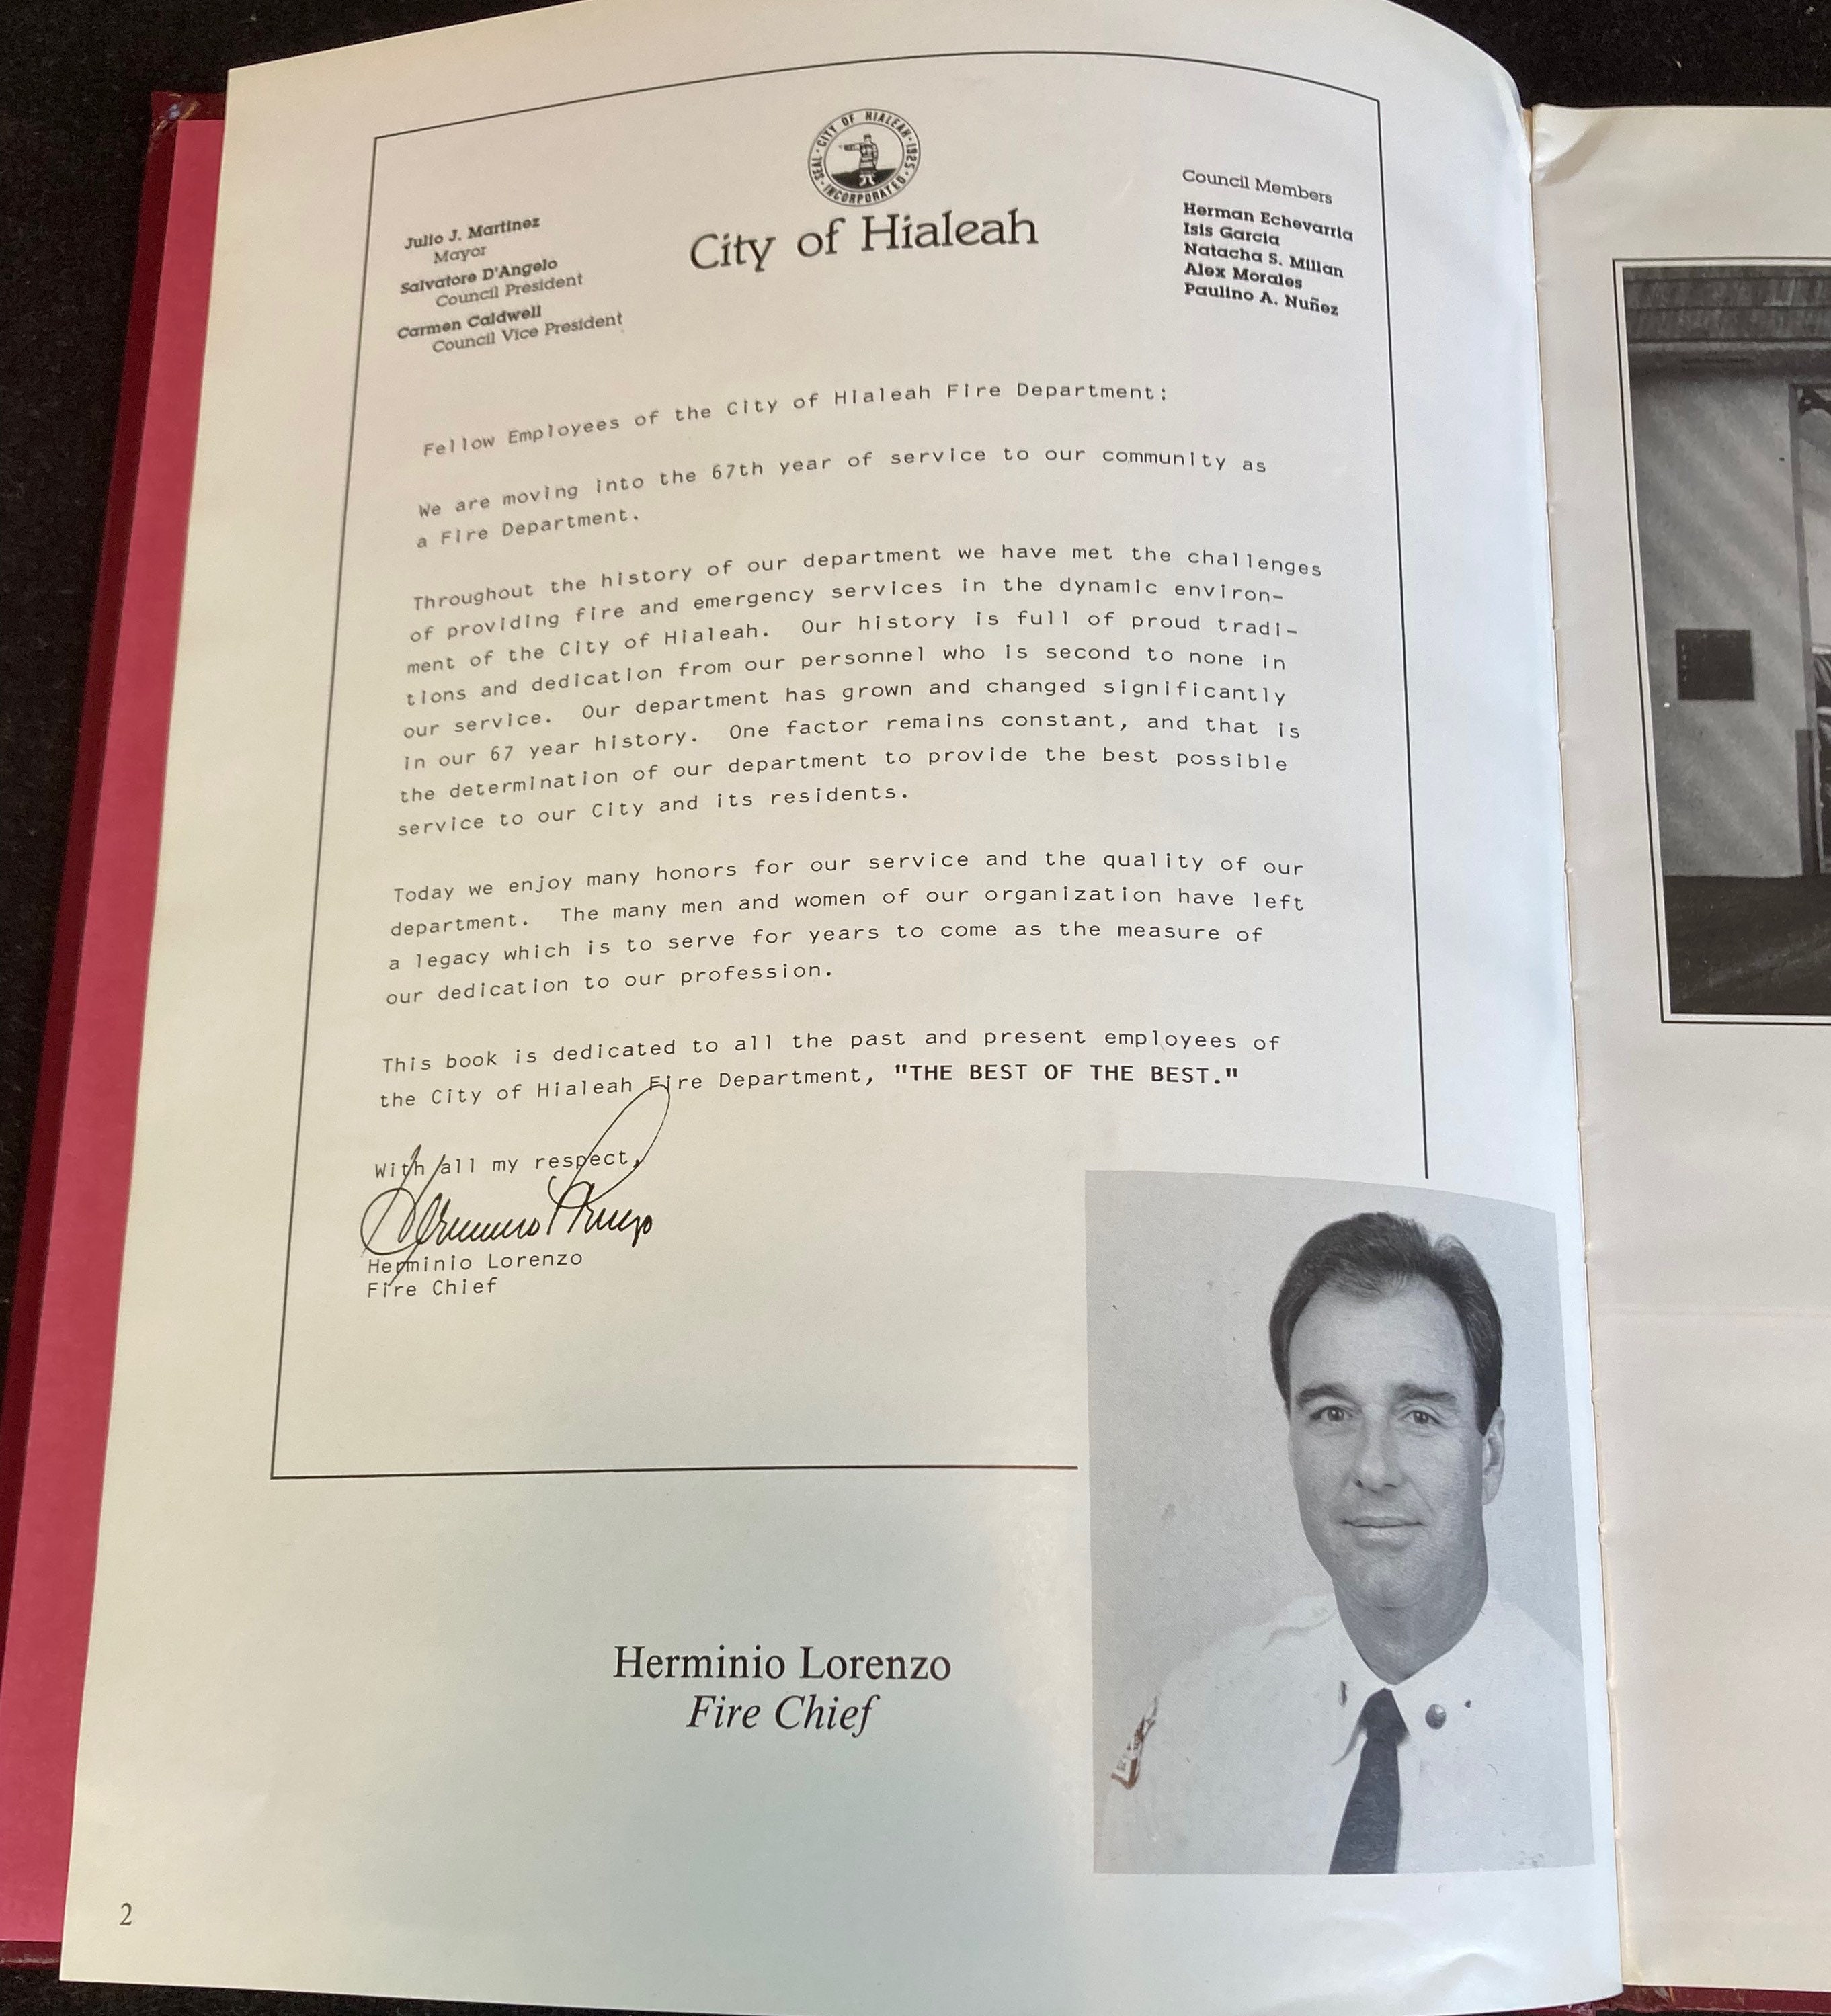 SEAL · CITY OF HIALEAH · 1925 · INCORPORATED ·
City of Hialeah
Julio J. Martinez
Mayor
Salvatore D'Angelo
Council President
Carmen Caldwell
Council Vice President
Council Members
Herman Echevarria
Isis Garcia
Natacha S. Millan
Alex Morales
Paulino A. Nuñez
Fellow Employees of the City of Hialeah Fire Department:
We are moving into the 67th year of service to our community as
a Fire Department.
Throughout the history of our department we have met the challenges
of providing fire and emergency services in the dynamic environ-
ment of the City of Hialeah. Our history is full of proud tradi-
tions and dedication from our personnel who is second to none in
our service. Our department has grown and changed significantly
in our 67 year history. One factor remains constant, and that is
the determination of our department to provide the best possible
service to our City and its residents.
Today we enjoy many honors for our service and the quality of our
department. The many men and women of our organization have left
a legacy which is to serve for years to come as the measure of
our dedication to our profession.
This book is dedicated to all the past and present employees of
the City of Hialeah Fire Department, "THE BEST OF THE BEST."
With all my respect,
Herminio Lorenzo
Herminio Lorenzo
Fire Chief
Herminio Lorenzo
Fire Chief
2